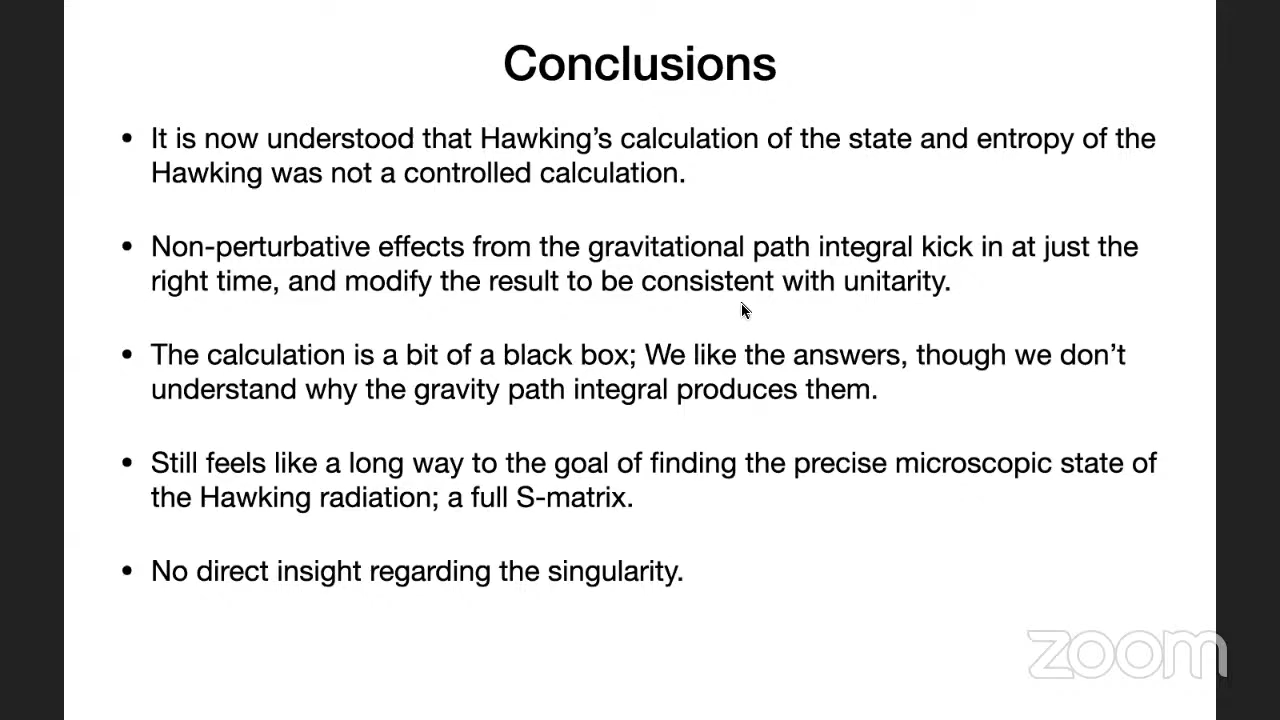 Conclusions
• It is now understood that Hawking’s calculation of the state and entropy of the
Hawking was not a controlled calculation.
• Non-perturbative effects from the gravitational path integral kick in at just the
right time, and modify the result to be consistent with unitarity.
• The calculation is a bit of a black box; We like the answers, though we don’t
understand why the gravity path integral produces them.
• Still feels like a long way to the goal of finding the precise microscopic state of
the Hawking radiation; a full S-matrix.
• No direct insight regarding the singularity.
zoom